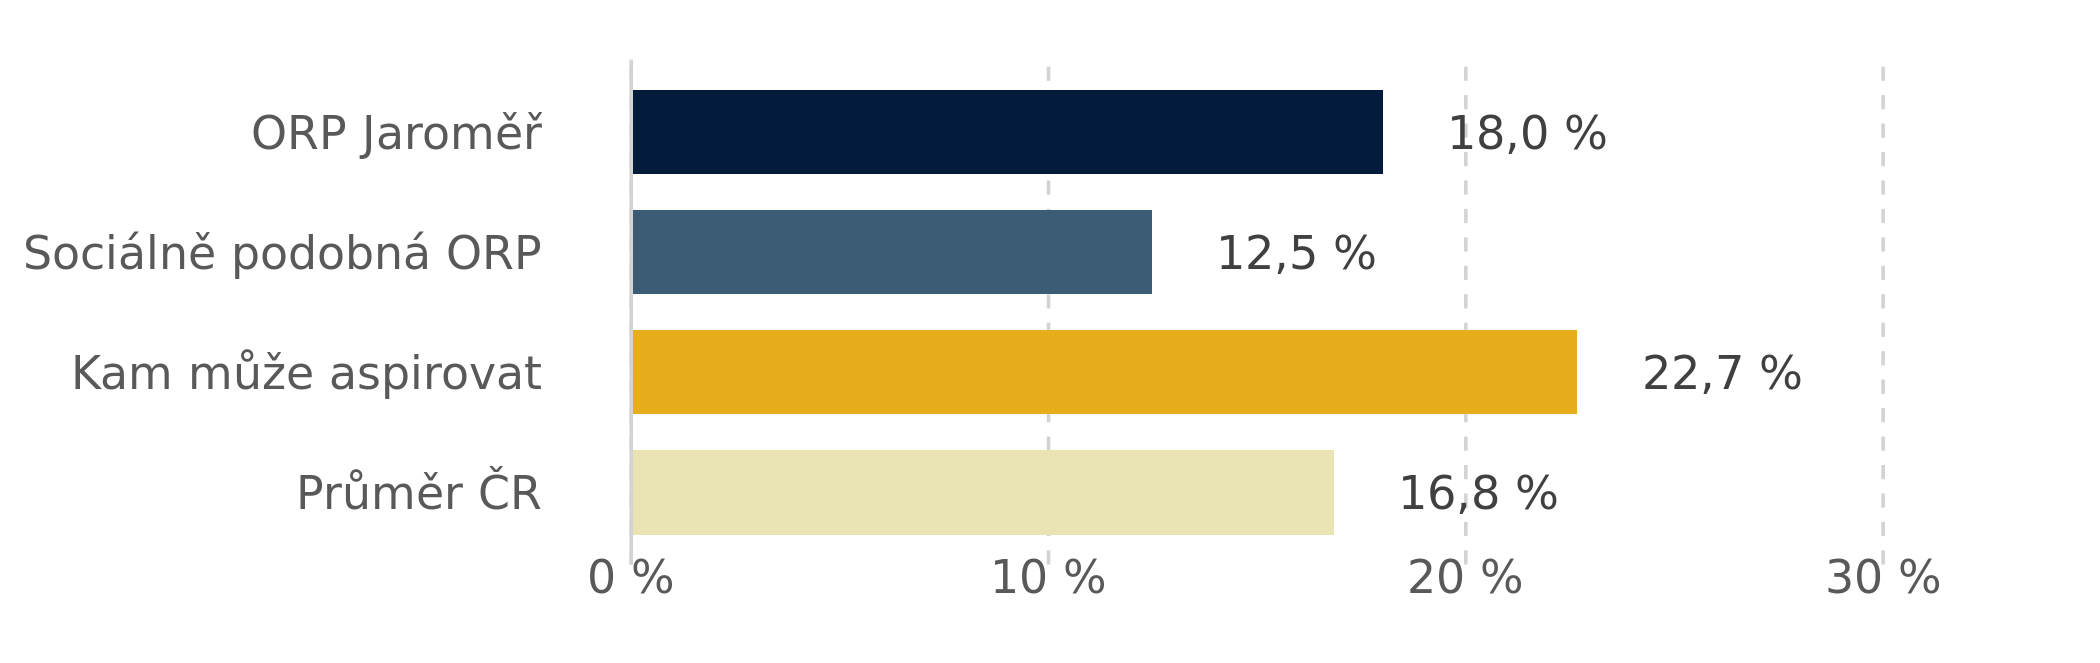 ORP Jaroměř
18,0 %
Sociálně podobná ORP
12,5 %
Kam může aspirovat
22,7 %
Průměr ČR
16,8 %
0 %
10 %
20 %
30 %